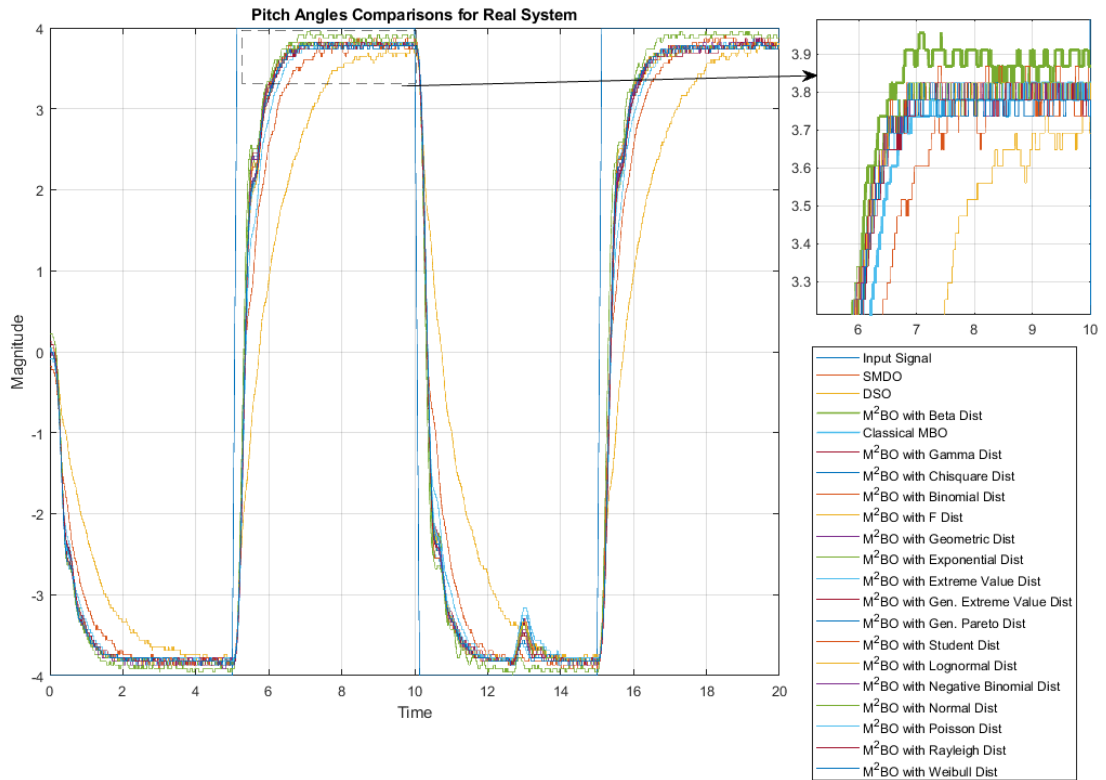 Pitch Angles Comparisons for Real System
4
3
2
1
0
-1
-2
-3
-4
Magnitude
0 2 4 6 8 10 12 14 16 18 20
Time
3.9
3.8
3.7
3.6
3.5
3.4
3.3
6 7 8 9 10
Input Signal
SMDO
DSO
M²BO with Beta Dist
Classical MBO
M²BO with Gamma Dist
M²BO with Chisquare Dist
M²BO with Binomial Dist
M²BO with F Dist
M²BO with Geometric Dist
M²BO with Exponential Dist
M²BO with Extreme Value Dist
M²BO with Gen. Extreme Value Dist
M²BO with Gen. Pareto Dist
M²BO with Student Dist
M²BO with Lognormal Dist
M²BO with Negative Binomial Dist
M²BO with Normal Dist
M²BO with Poisson Dist
M²BO with Rayleigh Dist
M²BO with Weibull Dist